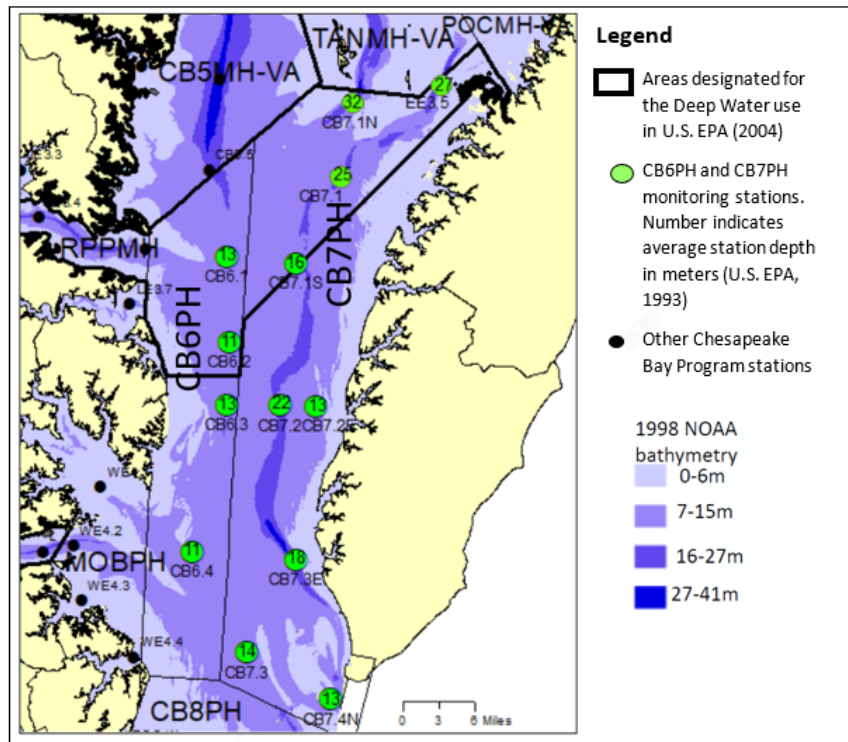 POCMH-VA
TANMH-VA
CB5MH-VA
27
EE3.5
32
CB7.1N
25
CB7.1
RPPMH
13
CB6.1
16
CB7.1S
CB7PH
LE3.7
CB6PH
11
CB6.2
13
CB6.3
22
CB7.2
13
WE4.2
MOBPH
11
CB6.4
18
CB7.3E
WE4.3
WE4.4
14
CB7.3
13
CB7.4N
CB8PH
0 3 6 Miles
Legend
Areas designated for
the Deep Water use
in U.S. EPA (2004)
CB6PH and CB7PH
monitoring stations.
Number indicates
average station depth
in meters (U.S. EPA,
1993)
Other Chesapeake
Bay Program stations
1998 NOAA
bathymetry
0-6m
7-15m
16-27m
27-41m